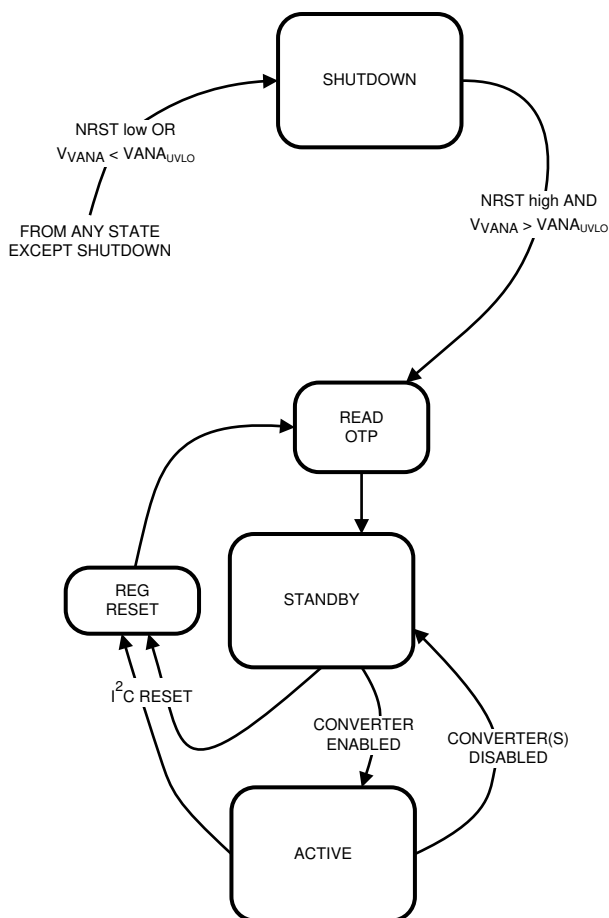 SHUTDOWN
NRST low OR
VVANA < VANAUVLO
FROM ANY STATE
EXCEPT SHUTDOWN
NRST high AND
VVANA > VANAUVLO
READ
OTP
REG
RESET
STANDBY
I²C RESET
CONVERTER
ENABLED
CONVERTER(S)
DISABLED
ACTIVE